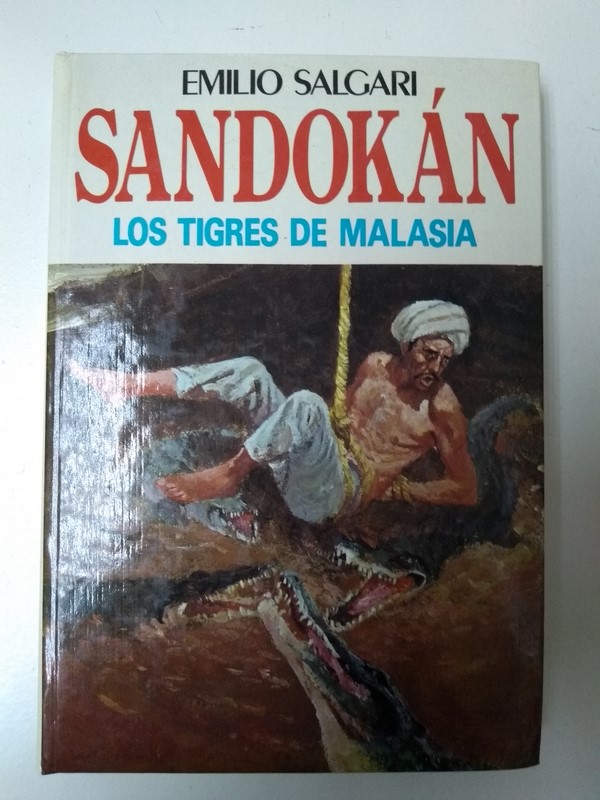 EMILIO SALGARI
SANDOKÁN
LOS TIGRES DE MALASIA